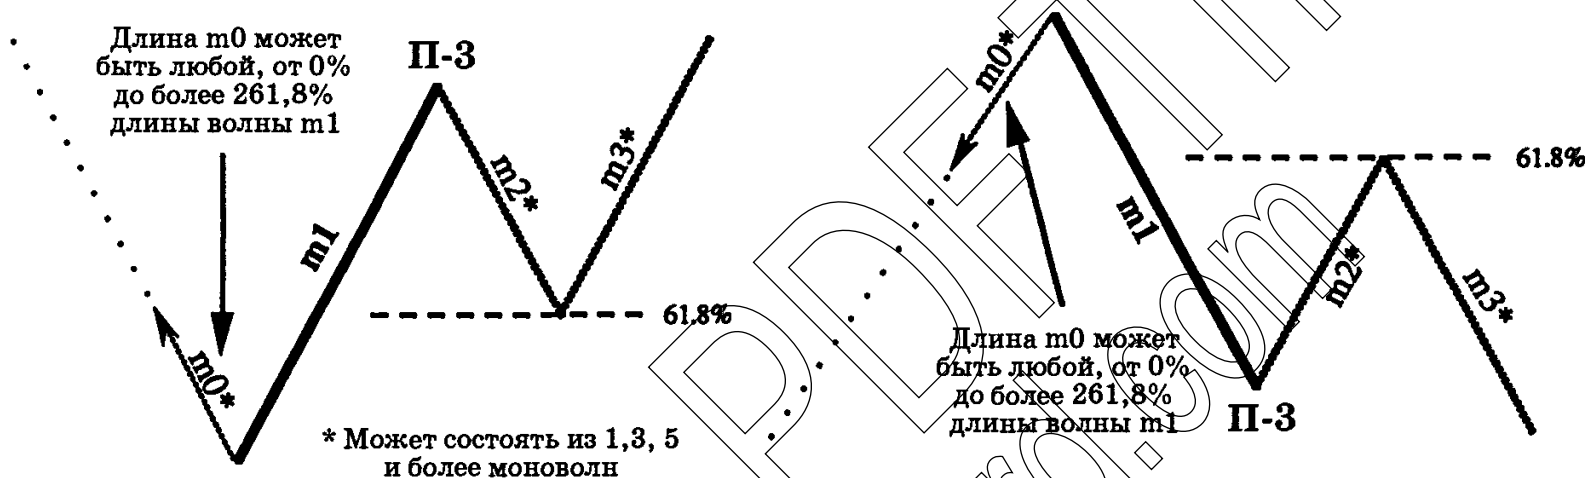 Длина m0 может
быть любой, от 0%
до более 261,8%
длины волны m1
П-3
m0*
m1
m2*
m3*
61.8%
* Может состоять из 1,3, 5
и более моноволн
m0*
m1
m2*
m3*
61.8%
Длина m0 может
быть любой, от 0%
до более 261,8%
длины волны m1
П-3